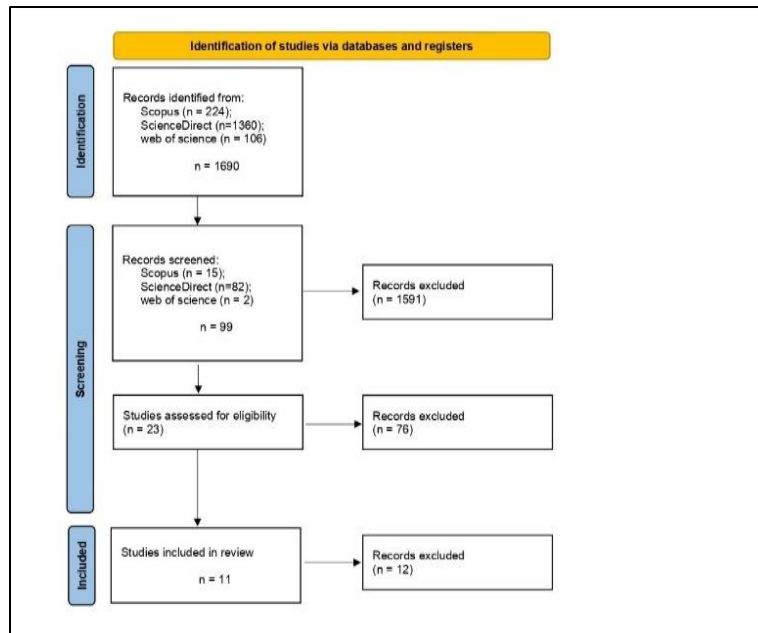 Identification of studies via databases and registers
Identification
Records identified from:
Scopus (n = 224);
ScienceDirect (n=1360);
web of science (n = 106)
n = 1690
Screening
Records screened:
Scopus (n = 15);
ScienceDirect (n=82);
web of science (n = 2)
n = 99
Records excluded
(n = 1591)
Studies assessed for eligibility
(n = 23)
Records excluded
(n = 76)
Included
Studies included in review
n = 11
Records excluded
(n = 12)